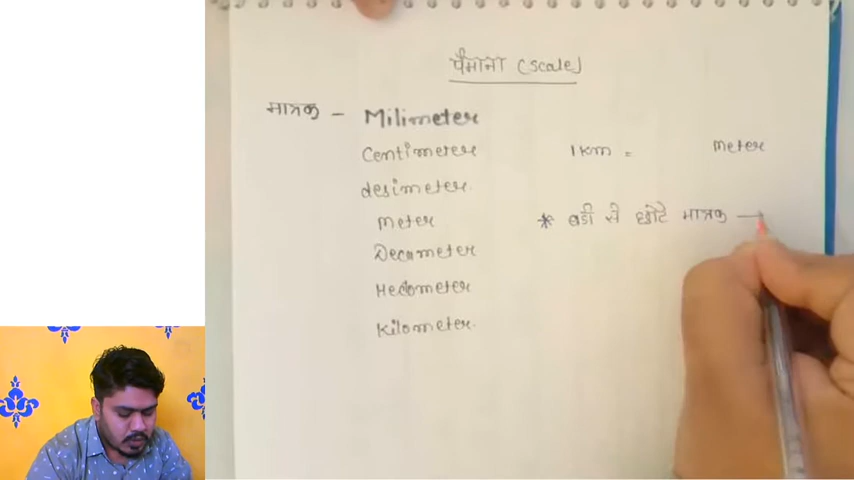 पैमाना (scale)
मात्रक - Milimeter
Centimeter
desimeter
meter
Decameter
Hectometer
Kilometer.
1km = meter
* बडी से छोटे मात्रक →